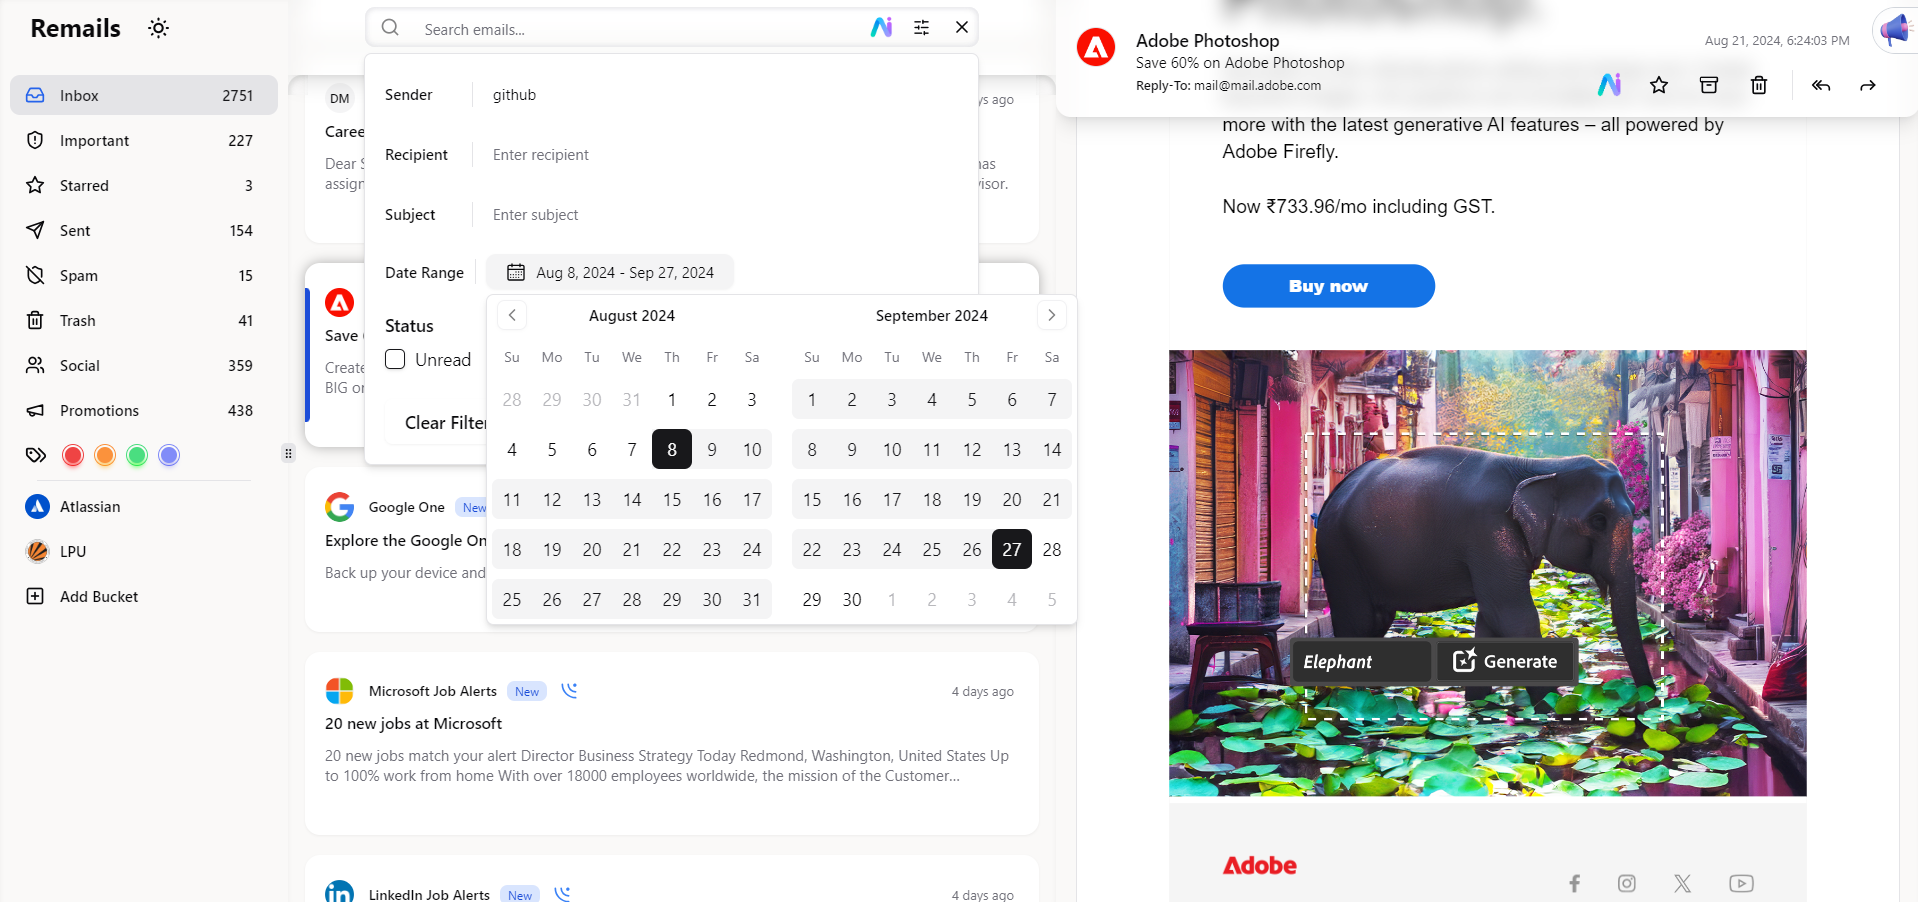 Remails
Inbox 2751
Important 227
Starred 3
Sent 154
Spam 15
Trash 41
Social 359
Promotions 438
Atlassian
LPU
Add Bucket
Search emails...
Sender github
Recipient Enter recipient
Subject Enter subject
Date Range Aug 8, 2024 - Sep 27, 2024
Status
Unread
Clear Filter
August 2024
Su Mo Tu We Th Fr Sa
28 29 30 31 1 2 3
4 5 6 7 8 9 10
11 12 13 14 15 16 17
18 19 20 21 22 23 24
25 26 27 28 29 30 31
September 2024
Su Mo Tu We Th Fr Sa
1 2 3 4 5 6 7
8 9 10 11 12 13 14
15 16 17 18 19 20 21
22 23 24 25 26 27 28
29 30 1 2 3 4 5
DM ys ago
Caree
Dear S as
assign isor.
Save
Create
BIG or
Google One New
Explore the Google On
Back up your device and
Microsoft Job Alerts New 4 days ago
20 new jobs at Microsoft
20 new jobs match your alert Director Business Strategy Today Redmond, Washington, United States Up
to 100% work from home With over 18000 employees worldwide, the mission of the Customer...
LinkedIn Job Alerts New 4 days ago
Adobe Photoshop
Save 60% on Adobe Photoshop
Reply-To: mail@mail.adobe.com
Aug 21, 2024, 6:24:03 PM
more with the latest generative AI features – all powered by
Adobe Firefly.
Now ₹733.96/mo including GST.
Buy now
Elephant
Generate
Adobe